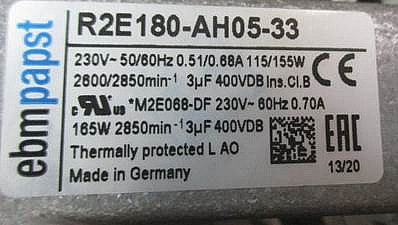 ebmpapst
R2E180-AH05-33
230V~ 50/60Hz 0.51/0.68A 115/155W
2600/2850min⁻¹ 3µF 400VDB Ins.Cl.B CE
c RU us *M2E068-DF 230V~ 60Hz 0.70A
165W 2850min⁻¹ 3µF 400VDB
EAC
Thermally protected L AO
Made in Germany
13/20